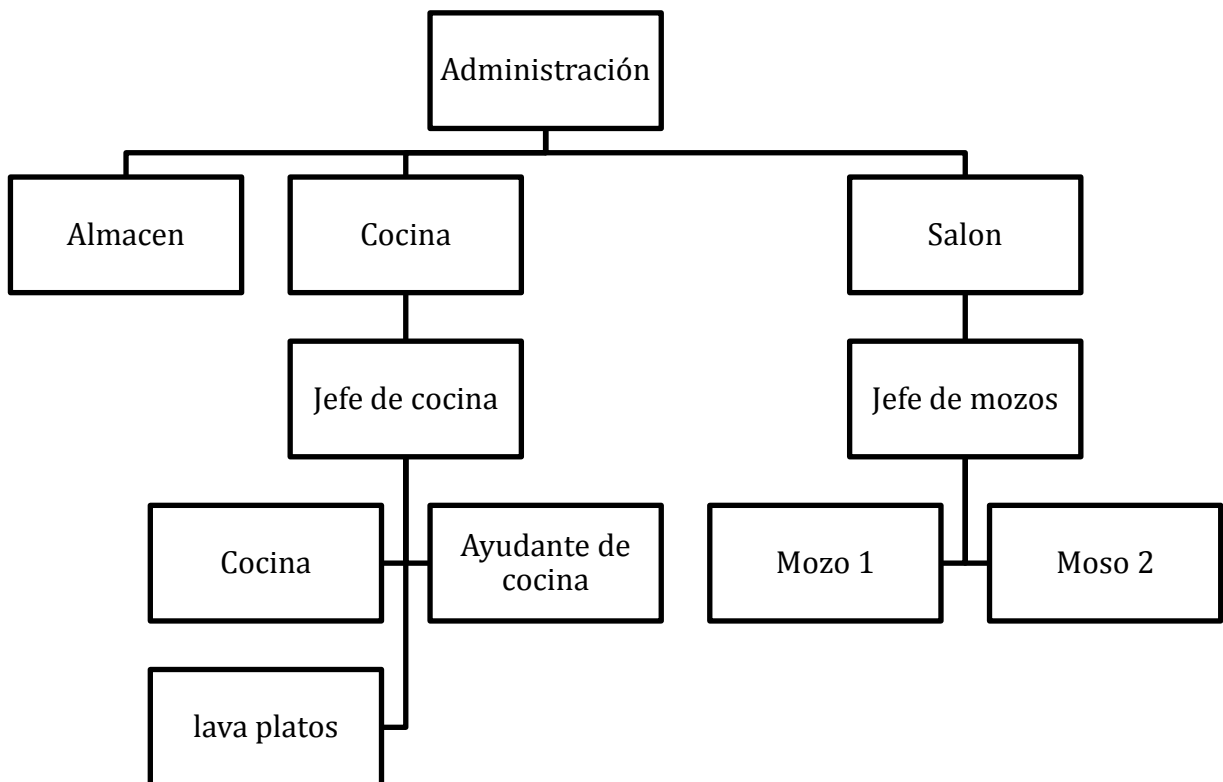 Administración
Almacen
Cocina
Salon
Jefe de cocina
Jefe de mozos
Cocina
Ayudante de
cocina
Mozo 1
Moso 2
lava platos